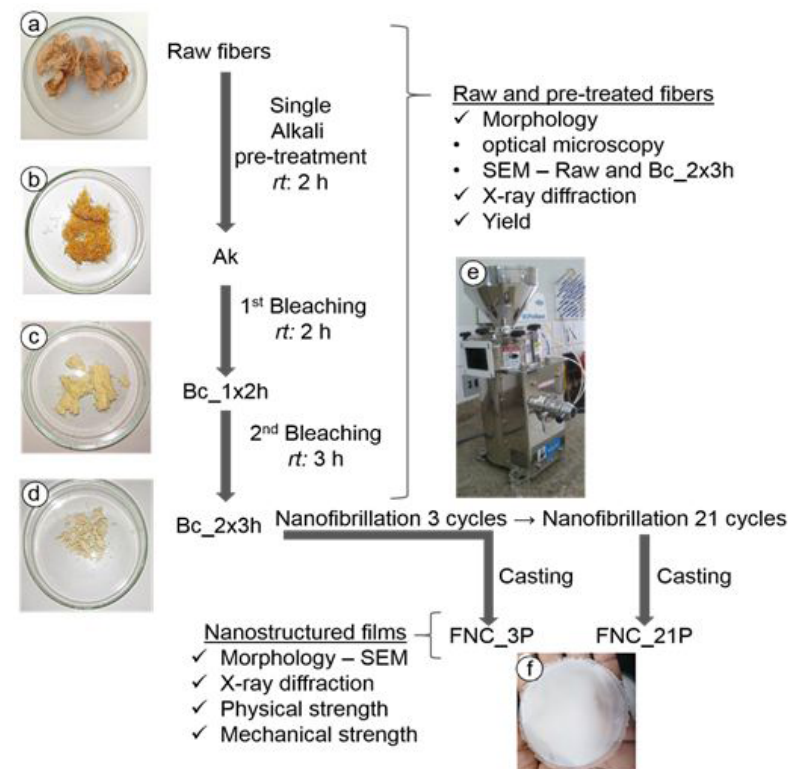 a
Raw fibers
Single
Alkali
pre-treatment
rt: 2 h
b
Ak
1st Bleaching
rt: 2 h
c
Bc_1x2h
2nd Bleaching
rt: 3 h
d
Bc_2x3h
Raw and pre-treated fibers
✓ Morphology
• optical microscopy
• SEM – Raw and Bc_2x3h
✓ X-ray diffraction
✓ Yield
e
Nanofibrillation 3 cycles → Nanofibrillation 21 cycles
Casting
Casting
FNC_3P
FNC_21P
Nanostructured films
✓ Morphology – SEM
✓ X-ray diffraction
✓ Physical strength
✓ Mechanical strength
f